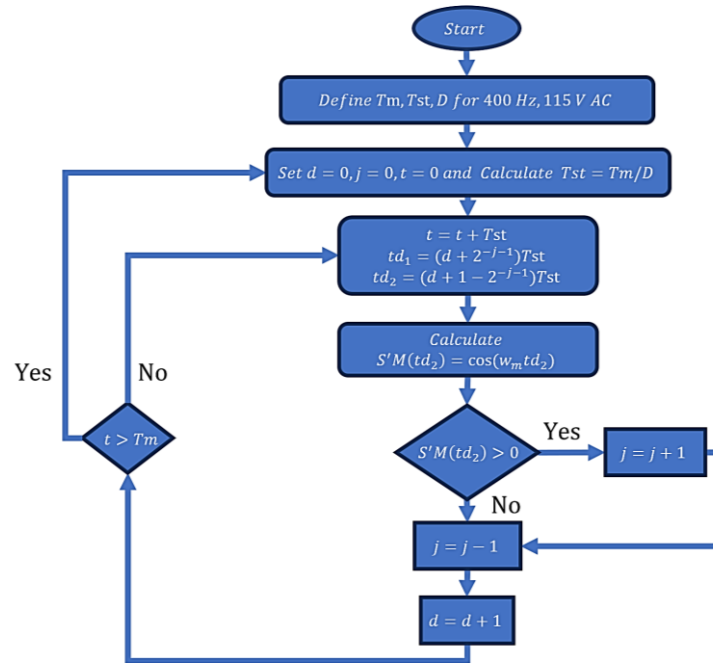 Start
Define Tm, Tst, D for 400 Hz, 115 V AC
Set d = 0, j = 0, t = 0 and Calculate Tst = Tm/D
t = t + Tst
td₁ = (d + 2⁻ʲ⁻¹)Tst
td₂ = (d + 1 − 2⁻ʲ⁻¹)Tst
Calculate
S'M(td₂) = cos(wₘtd₂)
Yes
No
t > Tm
S'M(td₂) > 0
Yes
j = j + 1
No
j = j − 1
d = d + 1